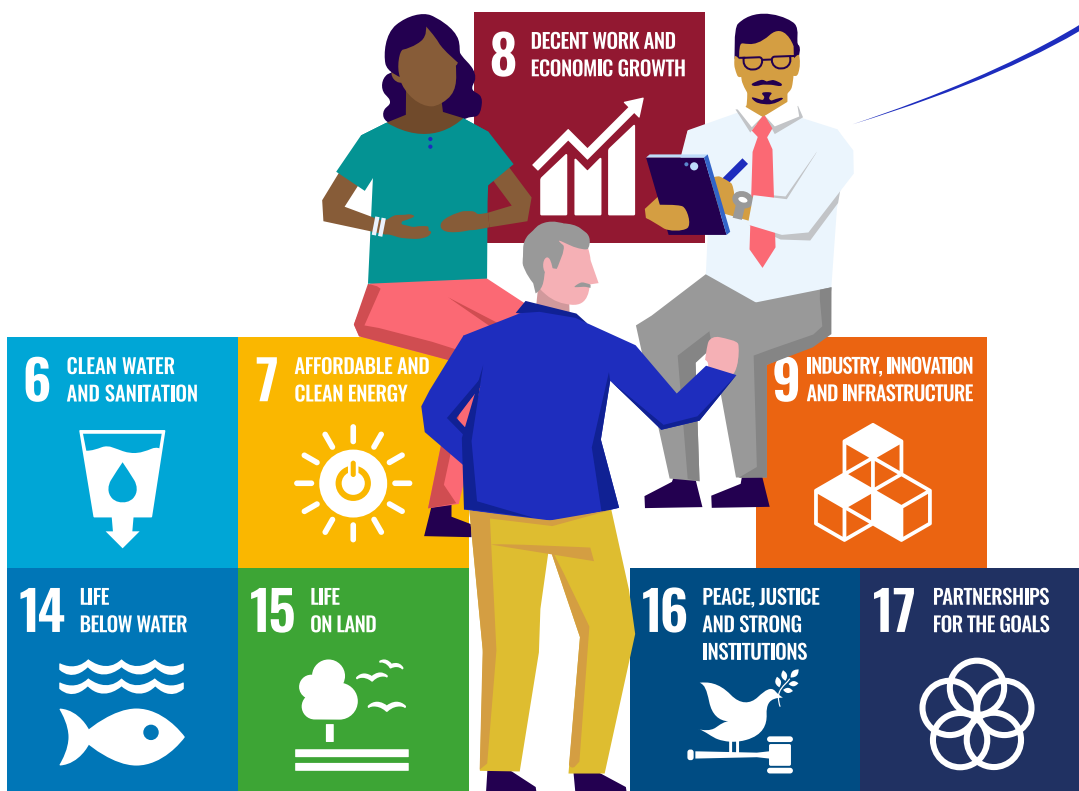 8 DECENT WORK AND
ECONOMIC GROWTH
6 CLEAN WATER
AND SANITATION
7 AFFORDABLE AND
CLEAN ENERGY
9 INDUSTRY, INNOVATION
AND INFRASTRUCTURE
14 LIFE
BELOW WATER
15 LIFE
ON LAND
16 PEACE, JUSTICE
AND STRONG
INSTITUTIONS
17 PARTNERSHIPS
FOR THE GOALS